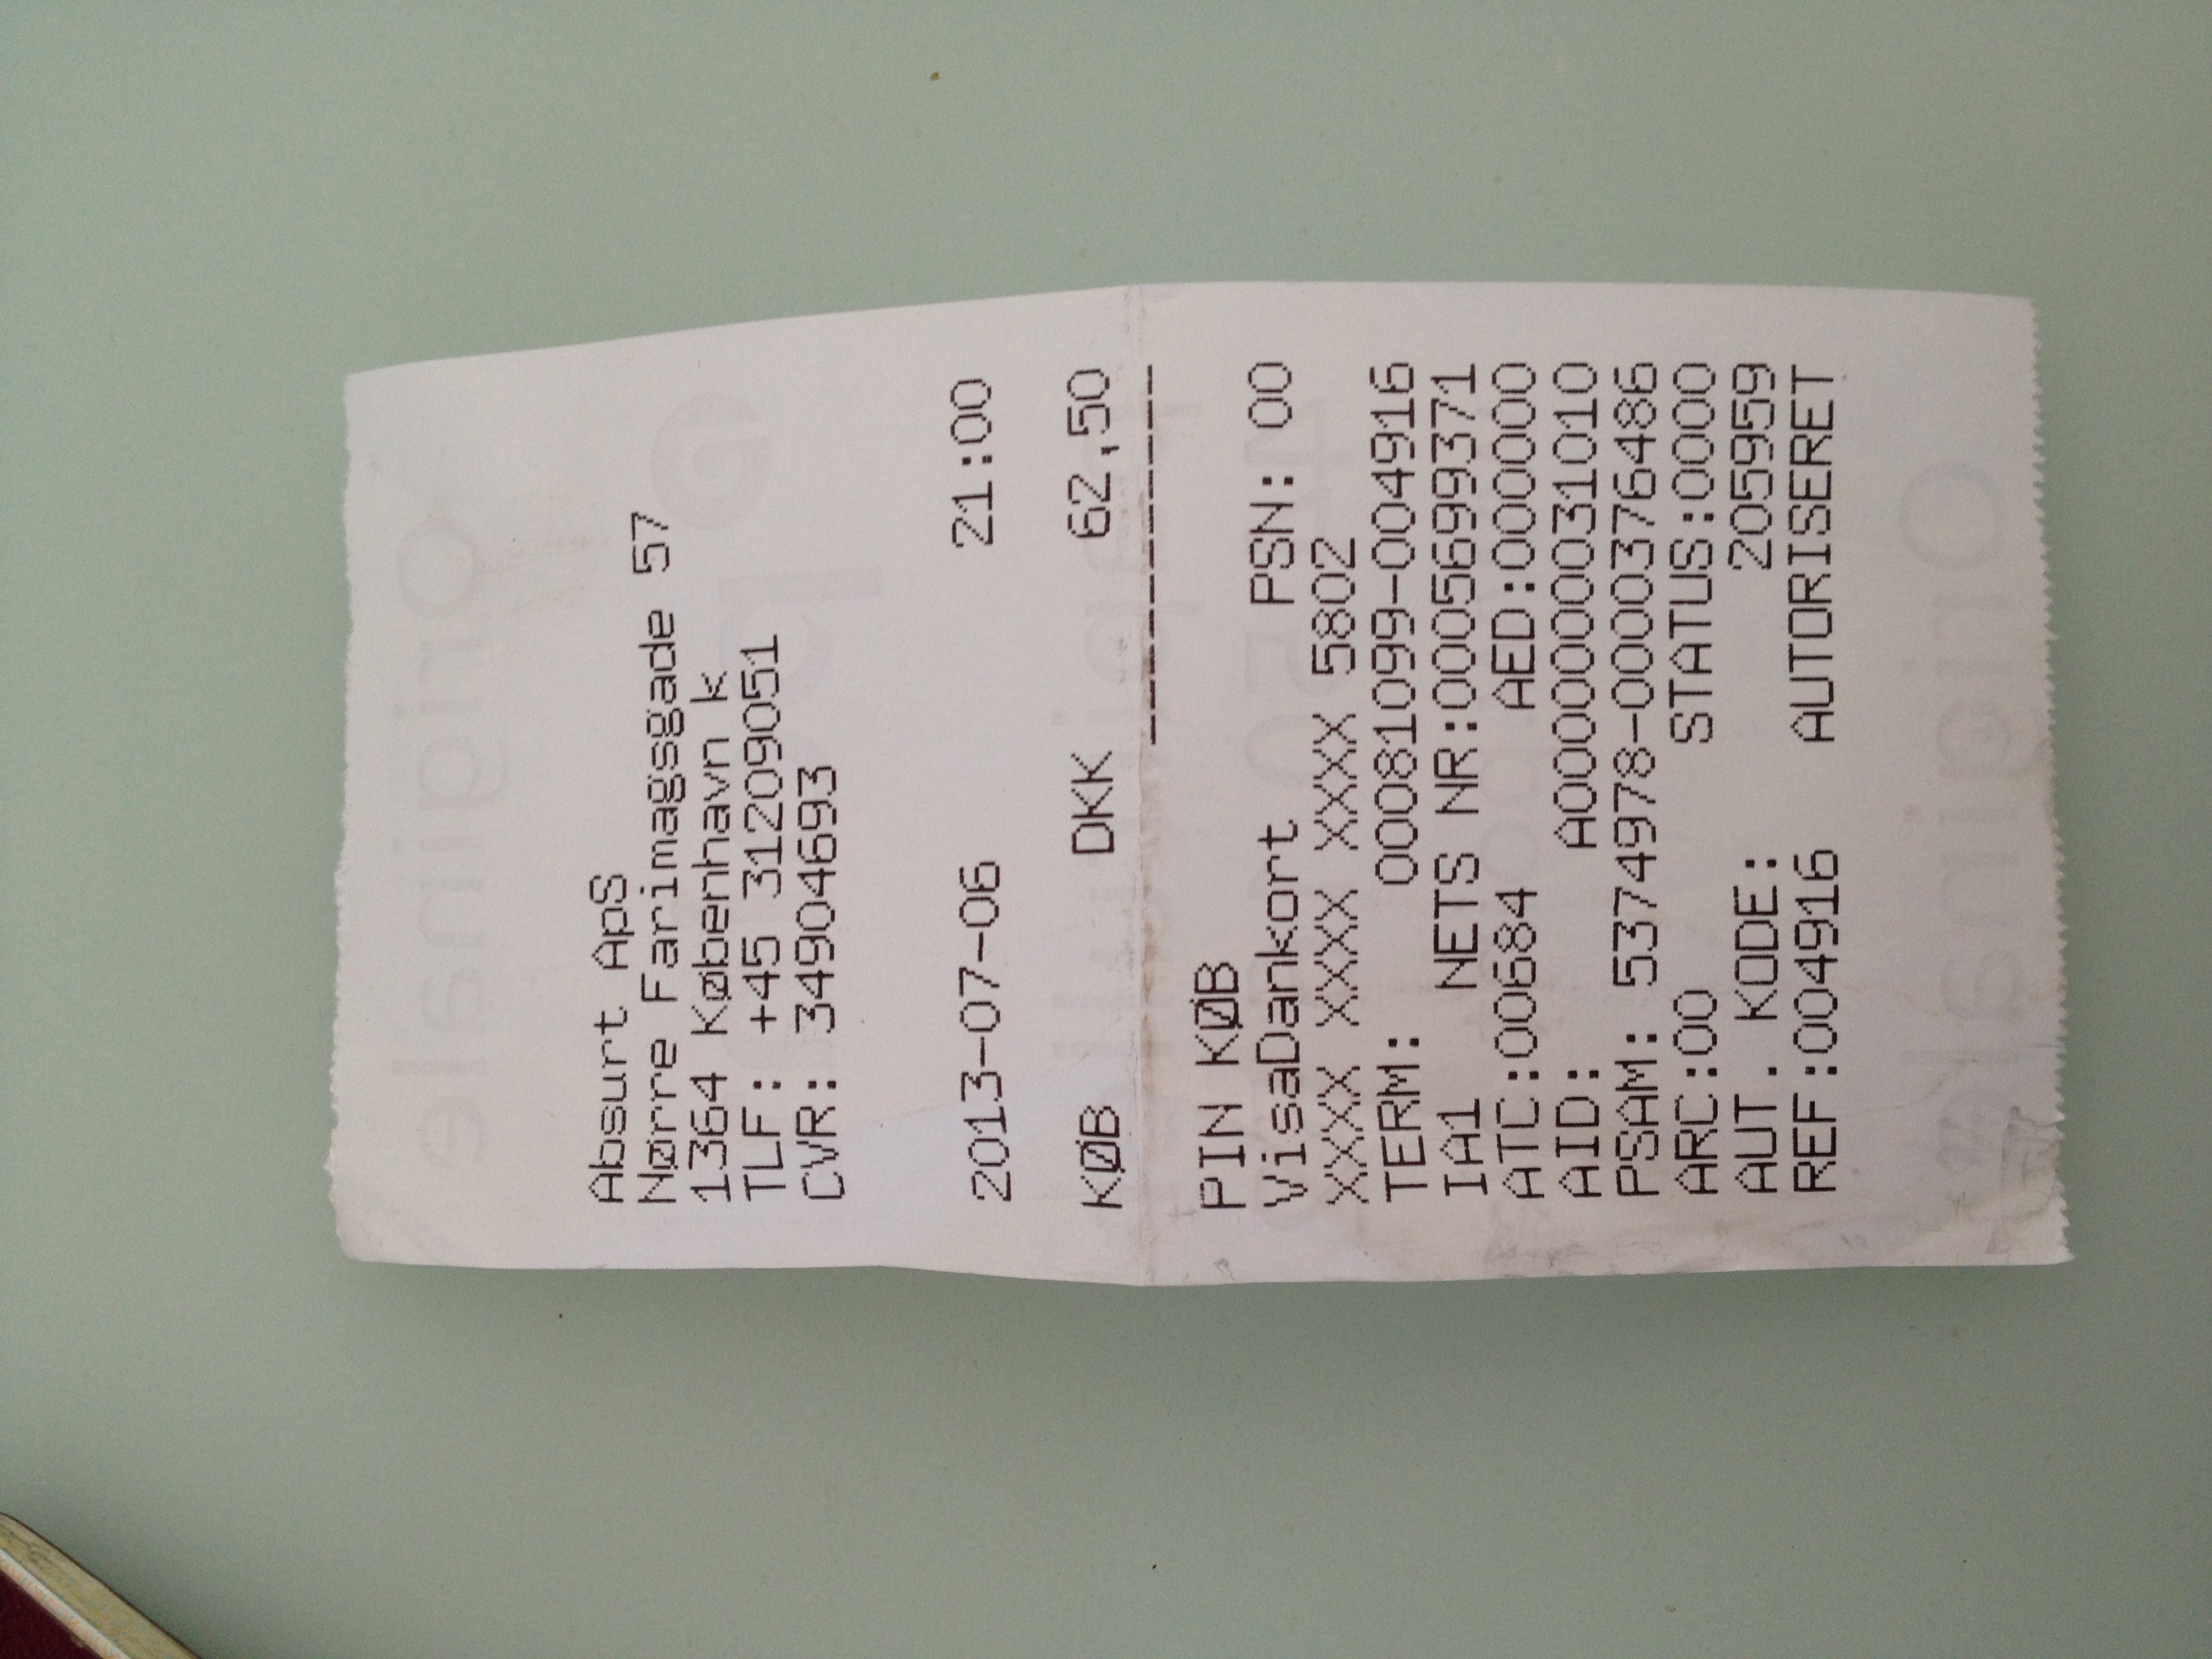 Originale
Absurt ApS
Nørre Farimagsgade 57
1364 København k
TLF: +45 31209051
CVR: 34904693
2013-07-06 21:00
KØB DKK 62,50
-----------
PIN KØB
VisaDankort PSN: 00
XXXX XXXX XXXX 5802
TERM: 00081099-004916
IA1 NETS NR:0005699371
ATC:00684 AED:000000
AID: A0000000031010
PSAM: 5374978-0000376486
ARC:00 STATUS:0000
AUT. KODE: 205959
REF:004916 AUTORISERET
Originale